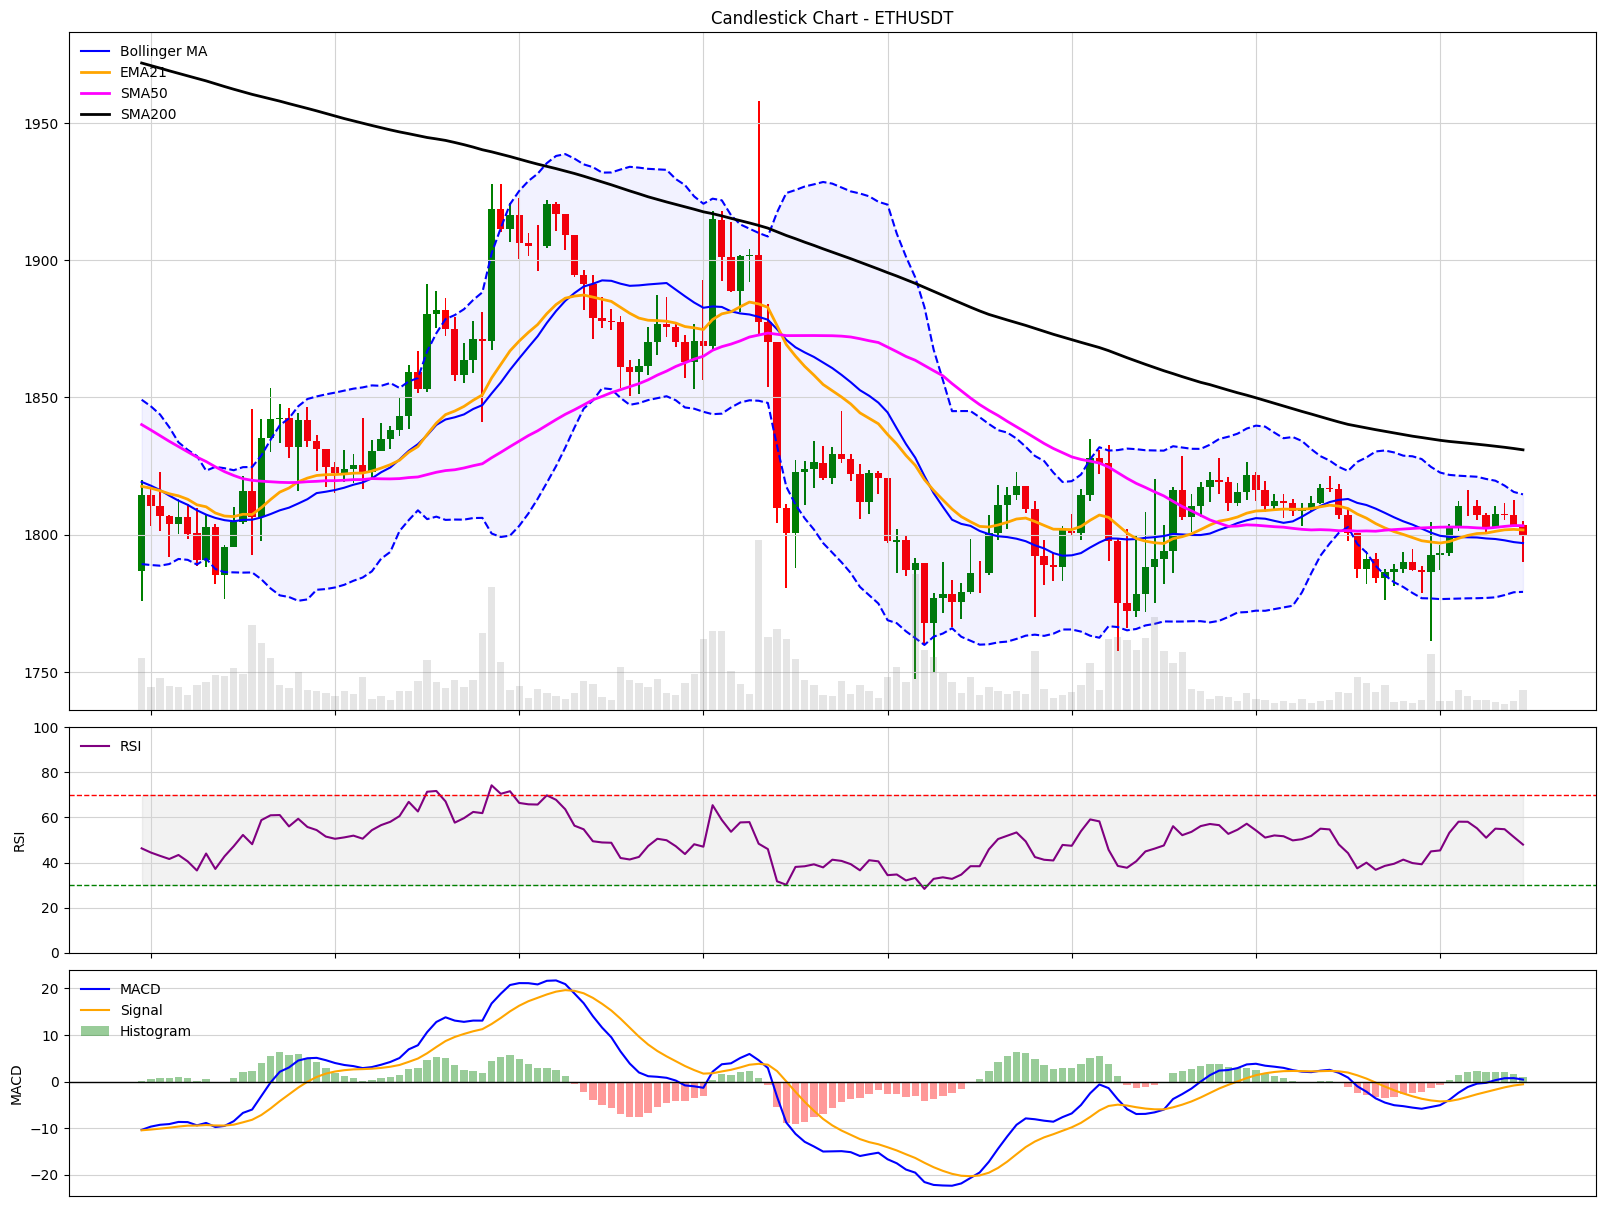 Candlestick Chart - ETHUSDT
Bollinger MA
EMA21
SMA50
SMA200
1950
1900
1850
1800
1750
RSI
100
80
60
40
20
0
RSI
MACD
Signal
Histogram
20
10
0
−10
−20
MACD